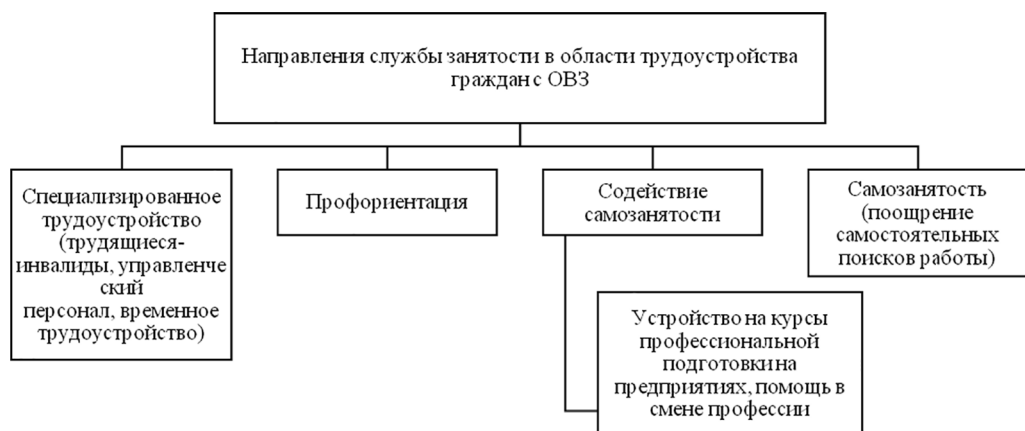 Направления службы занятости в области трудоустройства
граждан с ОВЗ
Специализированное
трудоустройство
(трудящиеся-
инвалиды, управленче
ский
персонал, временное
трудоустройство)
Профориентация
Содействие
самозанятости
Самозанятость
(поощрение
самостоятельных
поисков работы)
Устройство на курсы
профессиональной
подготовки на
предприятиях, помощь в
смене профессии